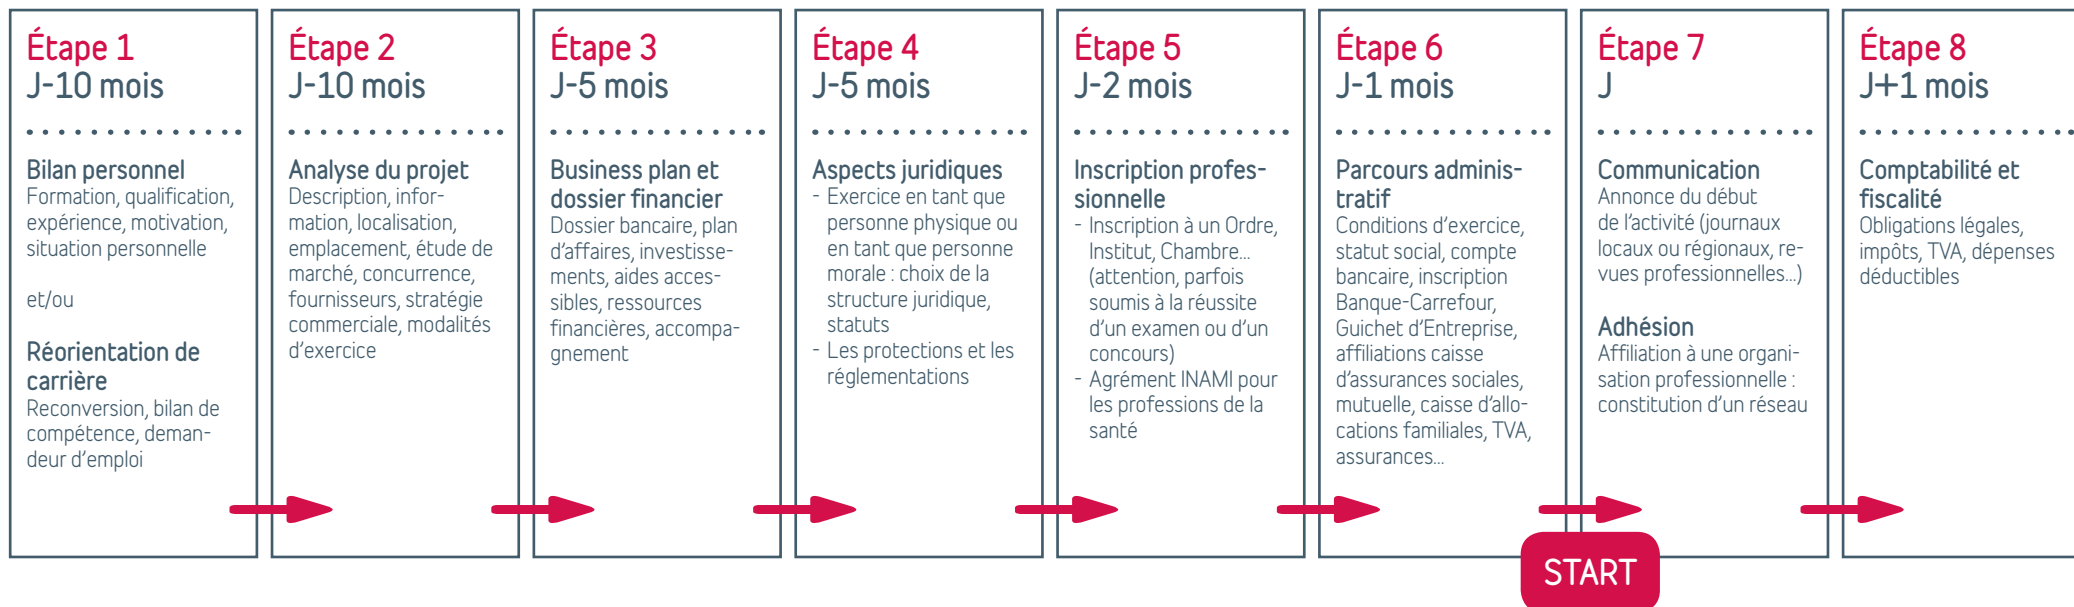 Étape 1
J-10 mois
Bilan personnel
Formation, qualification,
expérience, motivation,
situation personnelle
et/ou
Réorientation de
carrière
Reconversion, bilan de
compétence, deman-
deur d’emploi
Étape 2
J-10 mois
Analyse du projet
Description, infor-
mation, localisation,
emplacement, étude de
marché, concurrence,
fournisseurs, stratégie
commerciale, modalités
d’exercice
Étape 3
J-5 mois
Business plan et
dossier financier
Dossier bancaire, plan
d’affaires, investisse-
ments, aides acces-
sibles, ressources
financières, accompa-
gnement
Étape 4
J-5 mois
Aspects juridiques
- Exercice en tant que
personne physique ou
en tant que personne
morale : choix de la
structure juridique,
statuts
- Les protections et les
réglementations
Étape 5
J-2 mois
Inscription profes-
sionnelle
- Inscription à un Ordre,
Institut, Chambre...
(attention, parfois
soumis à la réussite
d’un examen ou d’un
concours)
- Agrément INAMI pour
les professions de la
santé
Étape 6
J-1 mois
Parcours adminis-
tratif
Conditions d’exercice,
statut social, compte
bancaire, inscription
Banque-Carrefour,
Guichet d’Entreprise,
affiliations caisse
d’assurances sociales,
mutuelle, caisse d’allo-
cations familiales, TVA,
assurances...
Étape 7
J
Communication
Annonce du début
de l’activité (journaux
locaux ou régionaux, re-
vues professionnelles...)
Adhésion
Affiliation à une organi-
sation professionnelle :
constitution d’un réseau
Étape 8
J+1 mois
Comptabilité et
fiscalité
Obligations légales,
impôts, TVA, dépenses
déductibles
START